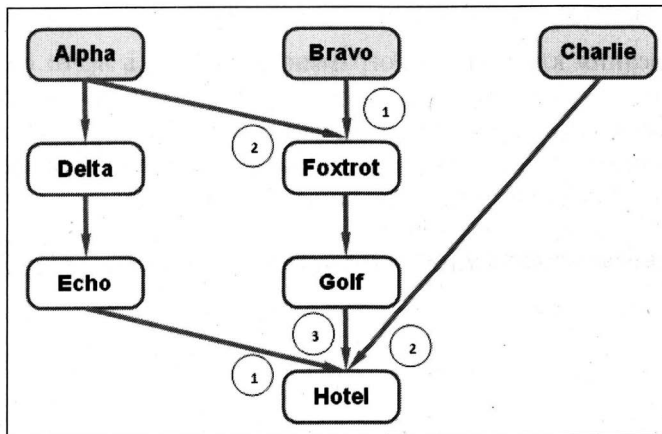 Alpha
Bravo
Charlie
1
2
Delta
Foxtrot
Echo
Golf
3
2
1
Hotel